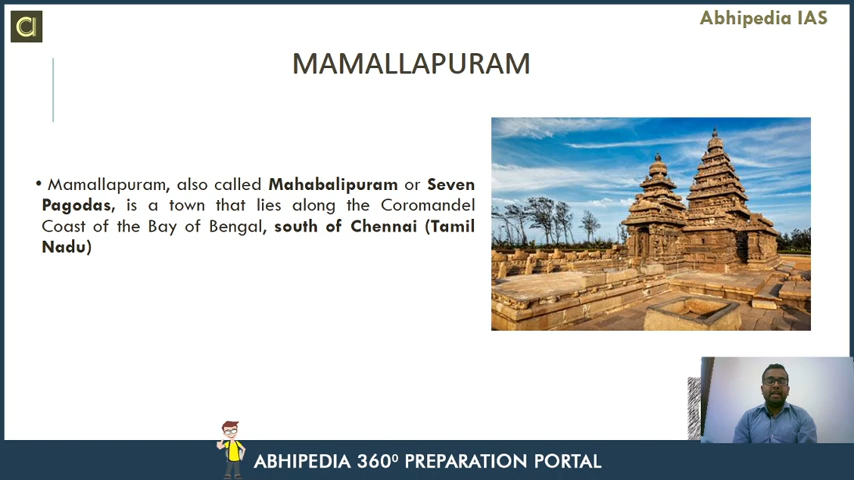 Abhipedia IAS
MAMALLAPURAM
• Mamallapuram, also called Mahabalipuram or Seven
Pagodas, is a town that lies along the Coromandel
Coast of the Bay of Bengal, south of Chennai (Tamil
Nadu)
ABHIPEDIA 360⁰ PREPARATION PORTAL